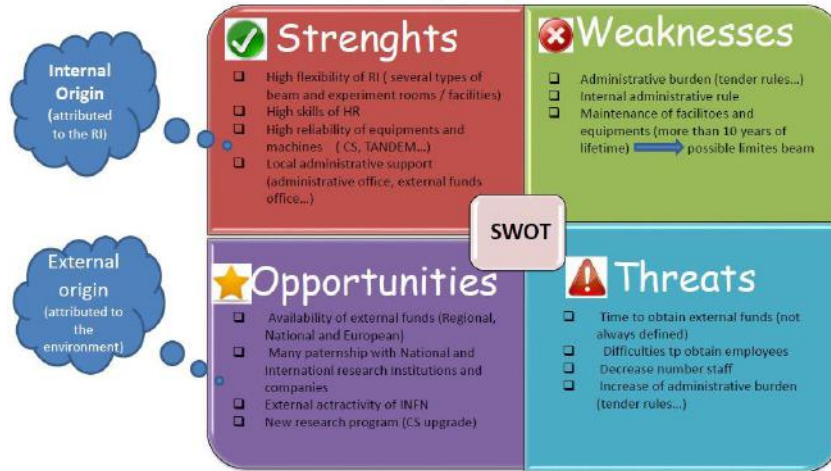 Internal
Origin
(attributed
to the RI)
Strenghts
High flexibility of RI ( several types of
beam and experiment rooms / facilities)
High skills of HR
High reliability of equipments and
machines ( CS, TANDEM...)
Local administrative support
(administrative office, external funds
office...)
Weaknesses
Administrative burden (tender rules...)
Internal administrative rule
Maintenance of facilitoes and
equipments (more than 10 years of
lifetime) possible limites beam
SWOT
External
origin
(attributed to
the
environment)
Opportunities
Availability of external funds (Regional,
National and European)
Many paternship with National and
Internationl research Institutions and
companies
External actractivity of INFN
New research program (CS upgrade)
Threats
Time to obtain external funds (not
always defined)
Difficulties tp obtain employees
Decrease number staff
Increase of administrative burden
(tender rules...)